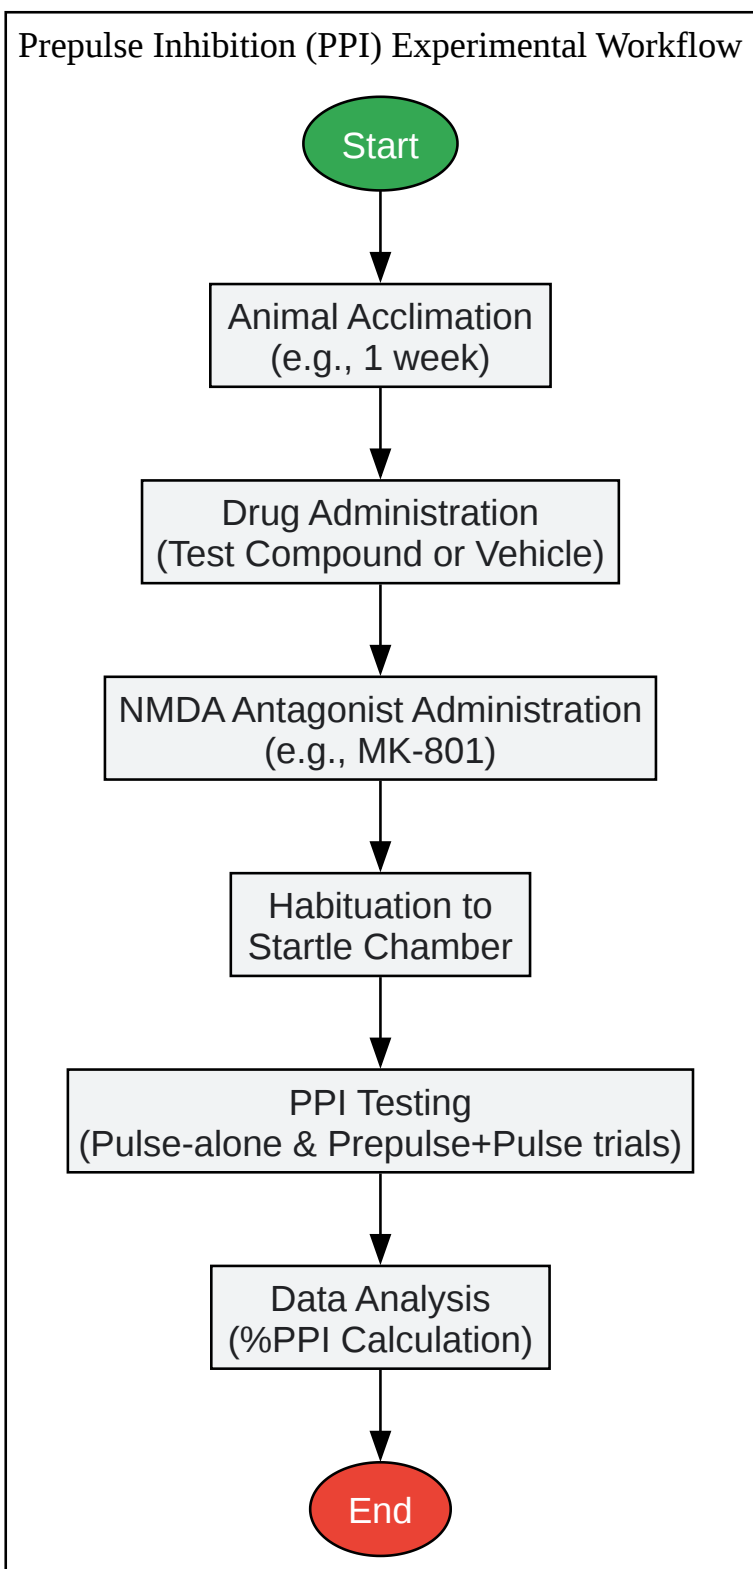 Prepulse Inhibition (PPI) Experimental Workflow
Start
Animal Acclimation
(e.g., 1 week)
Drug Administration
(Test Compound or Vehicle)
NMDA Antagonist Administration
(e.g., MK-801)
Habituation to
Startle Chamber
PPI Testing
(Pulse-alone & Prepulse+Pulse trials)
Data Analysis
(%PPI Calculation)
End